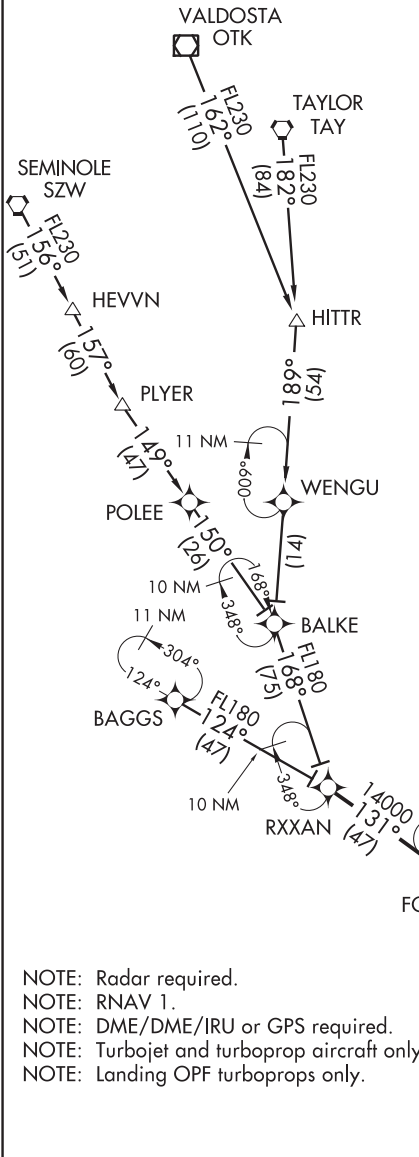 VALDOSTA
OTK
FL230
162°
(110)
TAYLOR
TAY
FL230
182°
(84)
SEMINOLE
SZW
FL230
156°
(51)
HEVVN
157°
(60)
HITTR
189°
(54)
PLYER
149°
(47)
11 NM
009°
WENGU
POLEE
150°
(26)
(14)
10 NM
168°
348°
BALKE
11 NM
304°
124°
FL180
168°
(75)
BAGGS
FL180
124°
(47)
10 NM
348°
RXXAN
14000
131°
(47)
FO
NOTE: Radar required.
NOTE: RNAV 1.
NOTE: DME/DME/IRU or GPS required.
NOTE: Turbojet and turboprop aircraft only
NOTE: Landing OPF turboprops only.